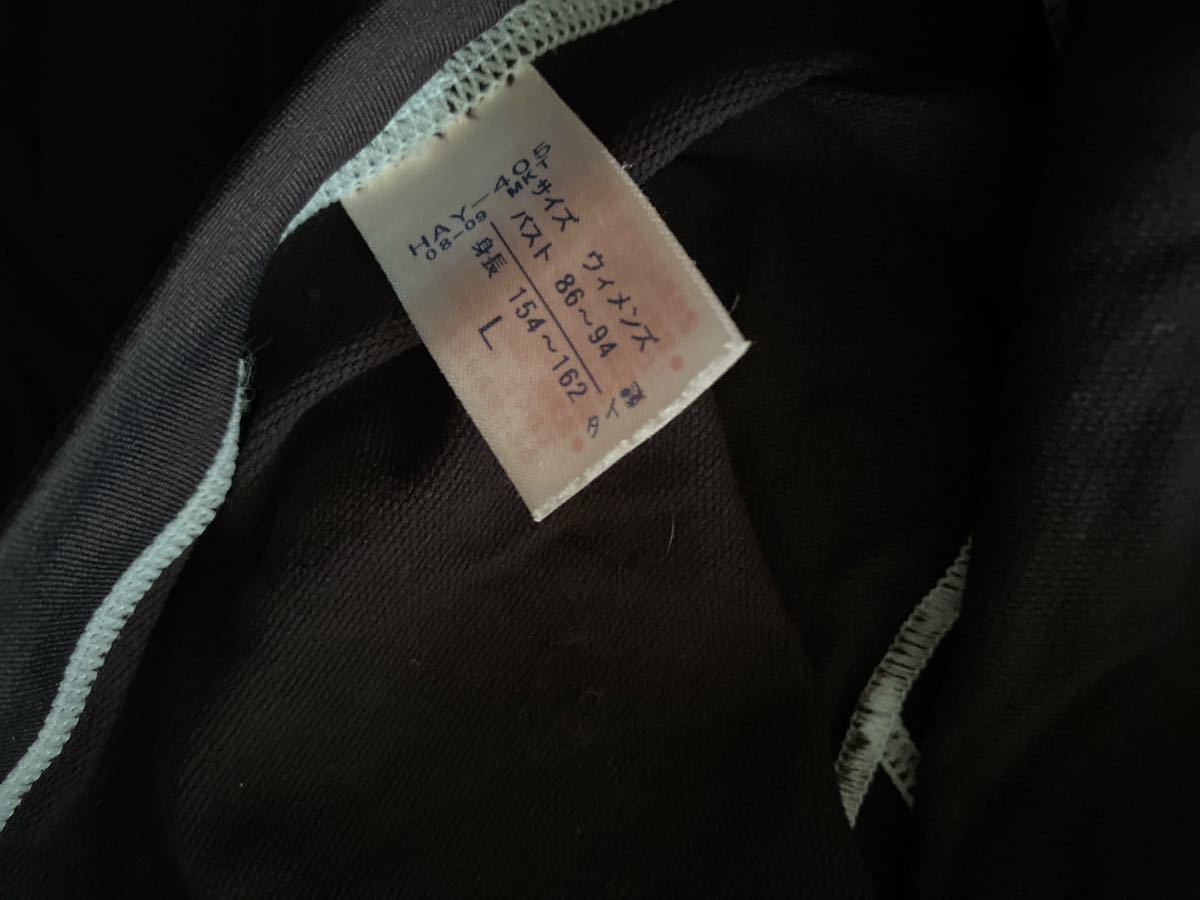 HAY-405
08-09 MKT
サイズ ウィメンズ
バスト 86～94
身長 154～162
L
タイ製